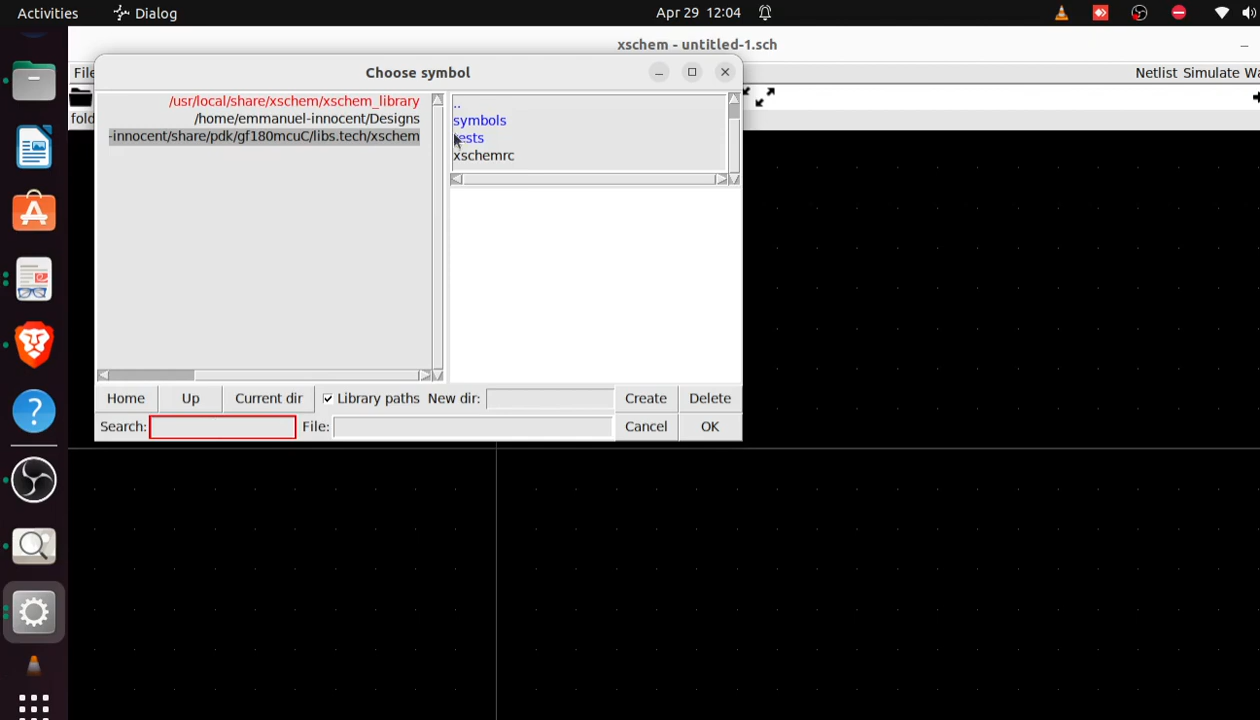 Activities
Dialog
Apr 29 12:04
xschem - untitled-1.sch
File
Choose symbol
Netlist Simulate Wa
fold
/usr/local/share/xschem/xschem_library
/home/emmanuel-innocent/Designs
-innocent/share/pdk/gf180mcuC/libs.tech/xschem
..
symbols
tests
xschemrc
Home
Up
Current dir
Library paths
New dir:
Create
Delete
Search:
File:
Cancel
OK